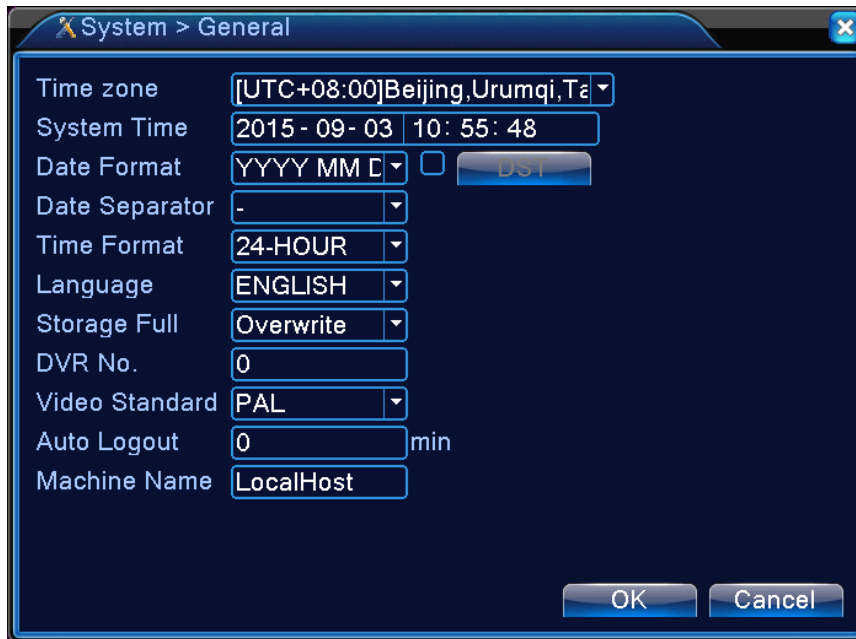 System > General
Time zone [UTC+08:00]Beijing,Urumqi,Ta
System Time 2015-09-03 10:55:48
Date Format YYYY MM D DST
Date Separator -
Time Format 24-HOUR
Language ENGLISH
Storage Full Overwrite
DVR No. 0
Video Standard PAL
Auto Logout 0 min
Machine Name LocalHost
OK Cancel